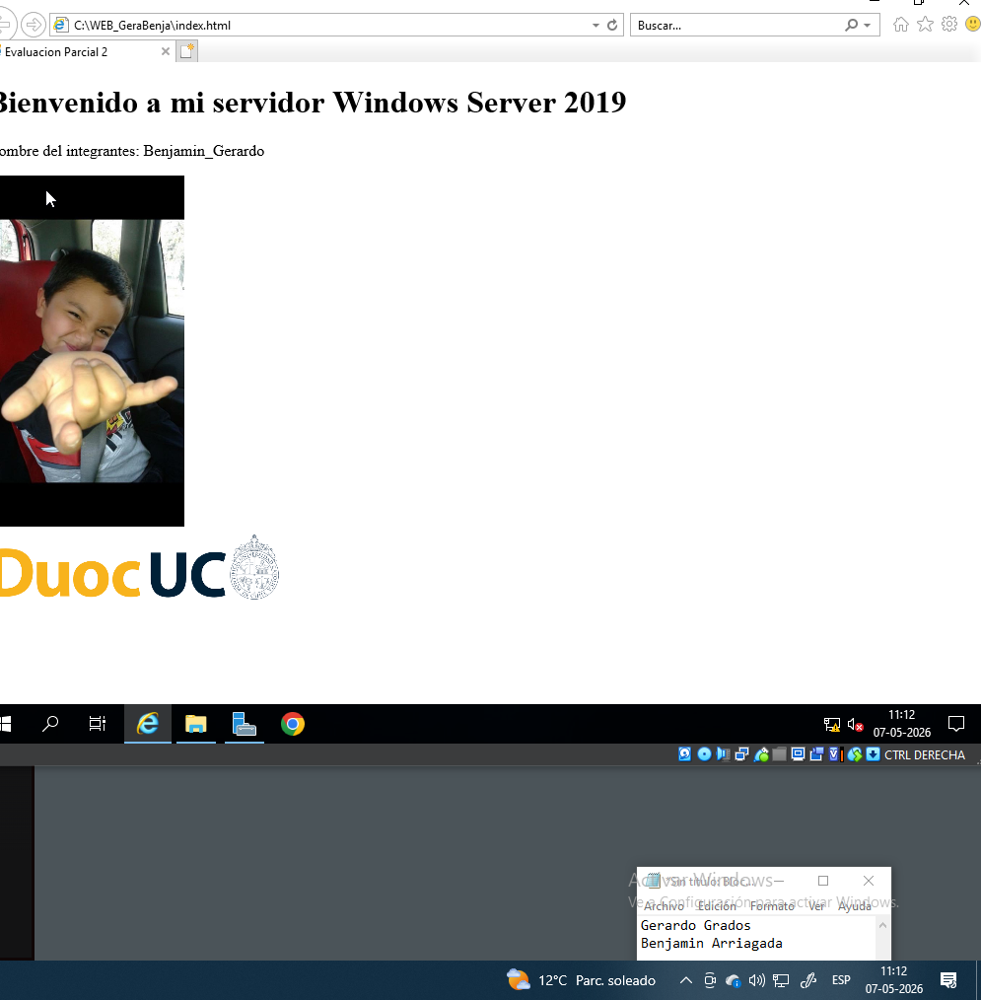 C:\WEB_GeraBenja\index.html
Buscar...
Evaluacion Parcial 2
Bienvenido a mi servidor Windows Server 2019
ombre del integrantes: Benjamin_Gerardo
Duoc UC
11:12
07-05-2026
CTRL DERECHA
*Sin título: Bloc...
Activar Windows
Ve a Configuración para activar Windows.
Archivo Edición Formato Ver Ayuda
Gerardo Grados
Benjamin Arriagada
12°C Parc. soleado
ESP
11:12
07-05-2026